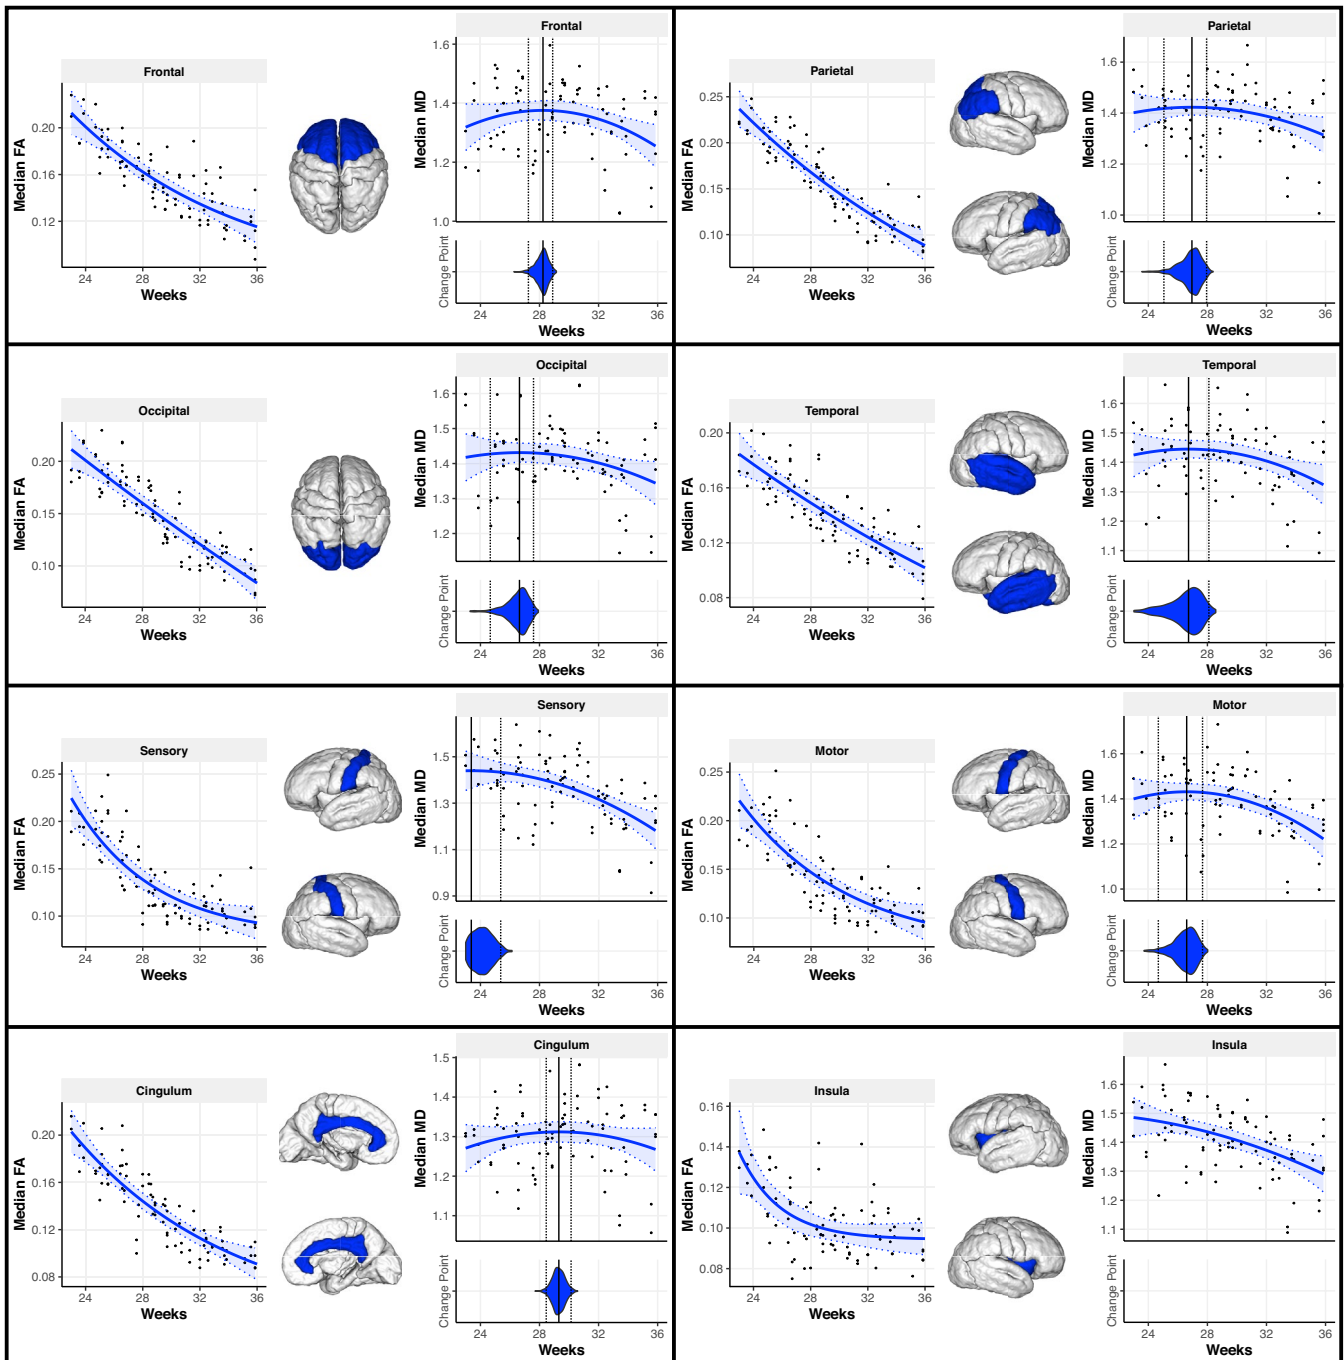 Frontal
Median FA
0.20
0.16
0.12
24 28 32 36
Weeks
Frontal
Median MD
1.6
1.4
1.2
1.0
Change Point
24 28 32 36
Weeks
Parietal
Median FA
0.25
0.20
0.15
0.10
24 28 32 36
Weeks
Parietal
Median MD
1.6
1.4
1.2
1.0
Change Point
24 28 32 36
Weeks
Occipital
Median FA
0.20
0.15
0.10
24 28 32 36
Weeks
Occipital
Median MD
1.6
1.5
1.4
1.3
1.2
Change Point
24 28 32 36
Weeks
Temporal
Median FA
0.20
0.16
0.12
0.08
24 28 32 36
Weeks
Temporal
Median MD
1.6
1.5
1.4
1.3
1.2
1.1
Change Point
24 28 32 36
Weeks
Sensory
Median FA
0.25
0.20
0.15
0.10
24 28 32 36
Weeks
Sensory
Median MD
1.5
1.3
1.1
0.9
Change Point
24 28 32 36
Weeks
Motor
Median FA
0.25
0.20
0.15
0.10
24 28 32 36
Weeks
Motor
Median MD
1.6
1.4
1.2
1.0
Change Point
24 28 32 36
Weeks
Cingulum
Median FA
0.20
0.16
0.12
0.08
24 28 32 36
Weeks
Cingulum
Median MD
1.5
1.4
1.3
1.2
1.1
Change Point
24 28 32 36
Weeks
Insula
Median FA
0.16
0.14
0.12
0.10
0.08
24 28 32 36
Weeks
Insula
Median MD
1.6
1.5
1.4
1.3
1.2
1.1
Change Point
24 28 32 36
Weeks